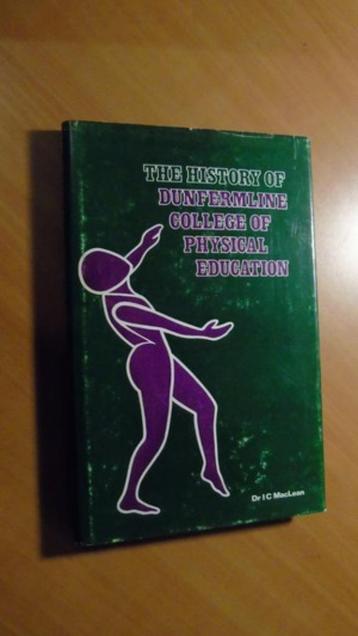 THE HISTORY OF
DUNFERMLINE
COLLEGE OF
PHYSICAL
EDUCATION
Dr I C MacLean